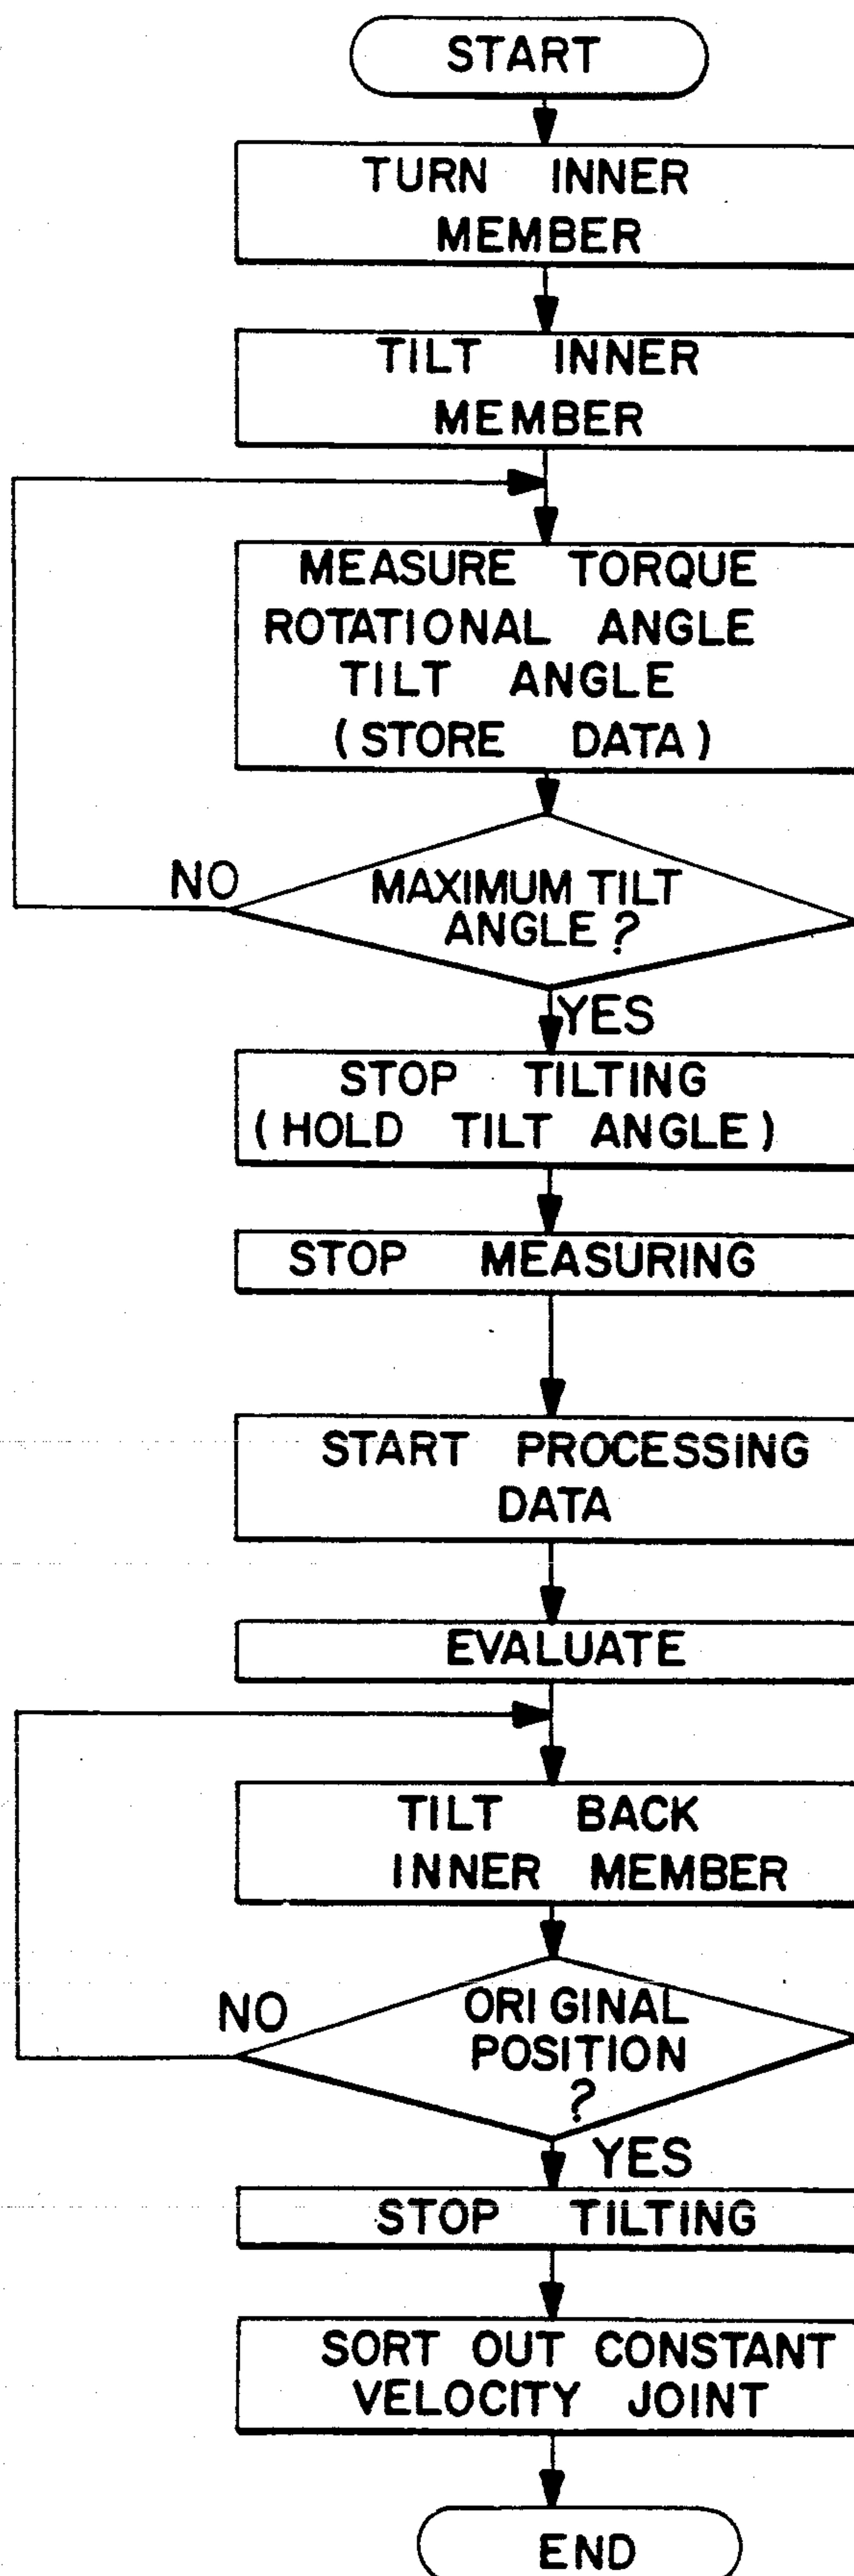 START
TURN INNER
MEMBER
TILT INNER
MEMBER
MEASURE TORQUE
ROTATIONAL ANGLE
TILT ANGLE
(STORE DATA)
NO
MAXIMUM TILT
ANGLE?
YES
STOP TILTING
(HOLD TILT ANGLE)
STOP MEASURING
START PROCESSING
DATA
EVALUATE
TILT BACK
INNER MEMBER
NO
ORIGINAL
POSITION
?
YES
STOP TILTING
SORT OUT CONSTANT
VELOCITY JOINT
END